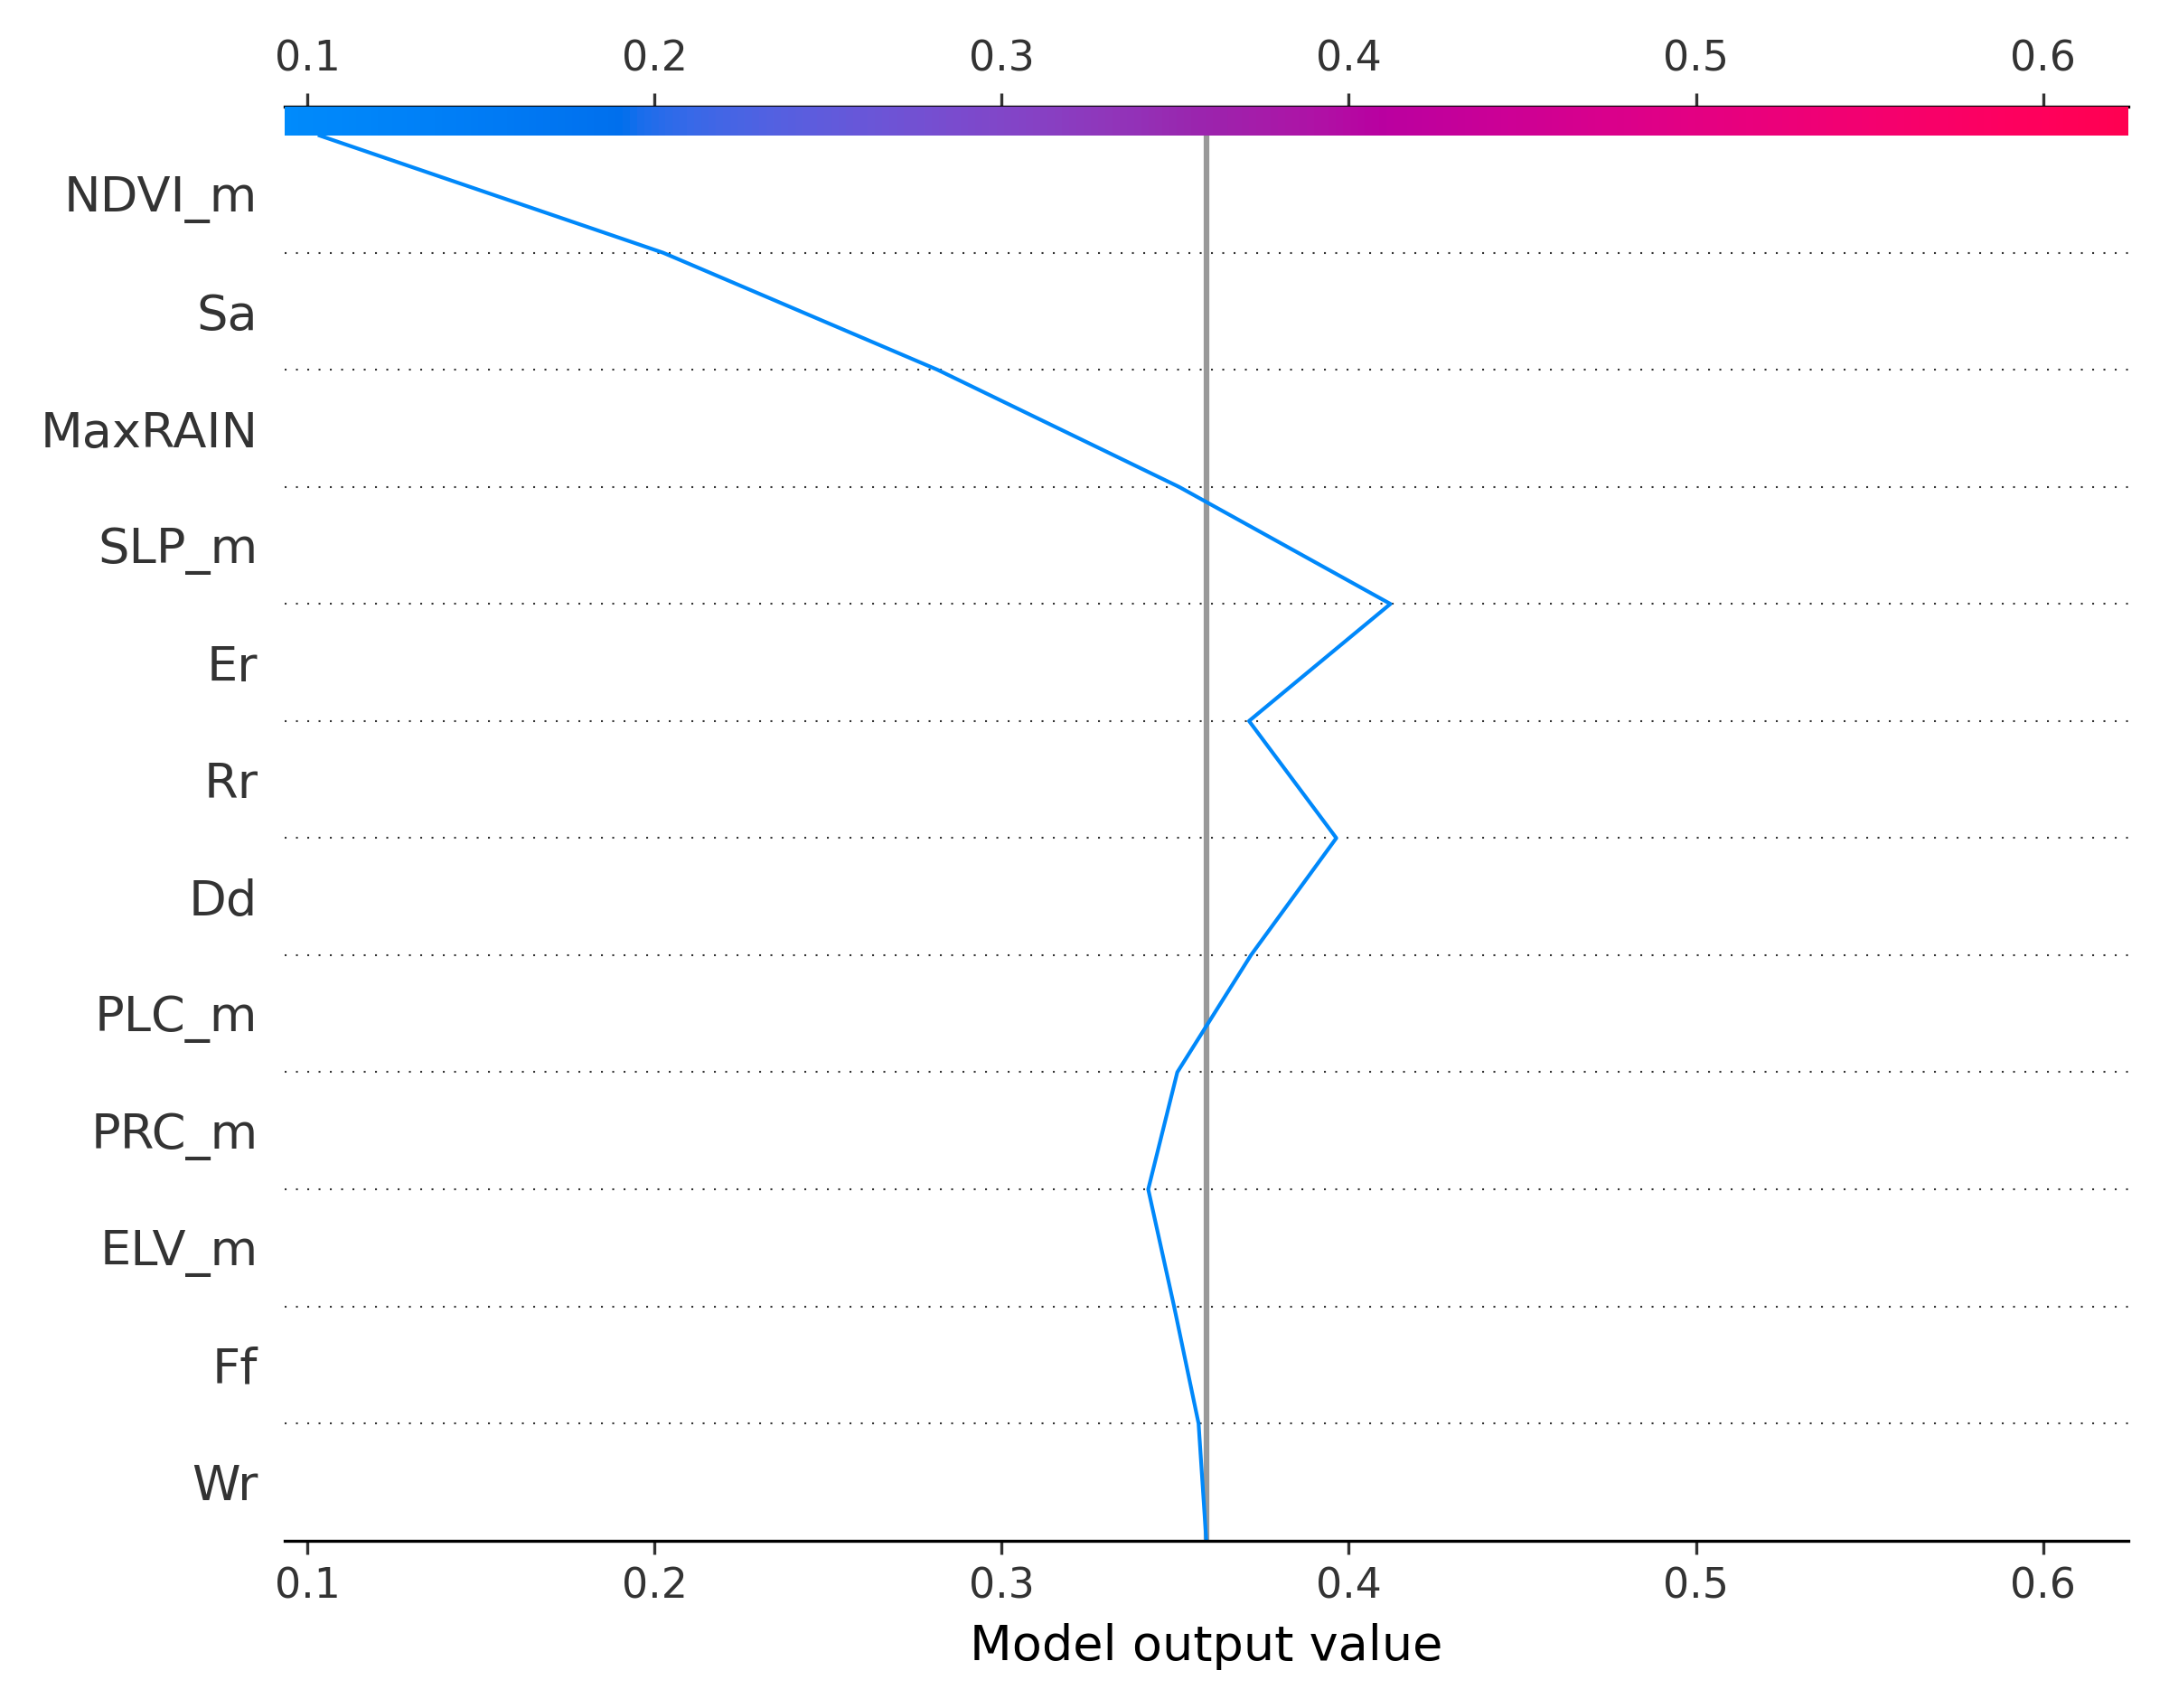 0.1 0.2 0.3 0.4 0.5 0.6
NDVI_m
Sa
MaxRAIN
SLP_m
Er
Rr
Dd
PLC_m
PRC_m
ELV_m
Ff
Wr
0.1 0.2 0.3 0.4 0.5 0.6
Model output value